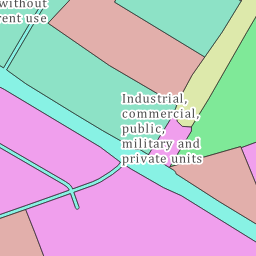 without
rent use
Industrial,
commercial,
public,
military and
private units